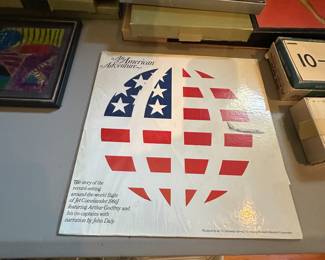 An
American
Adventure
The story of the
record-setting
around the world flight
of Jet Commander 1966J
featuring Arthur Godfrey and
his co-captains with
narration by John Daly
10-